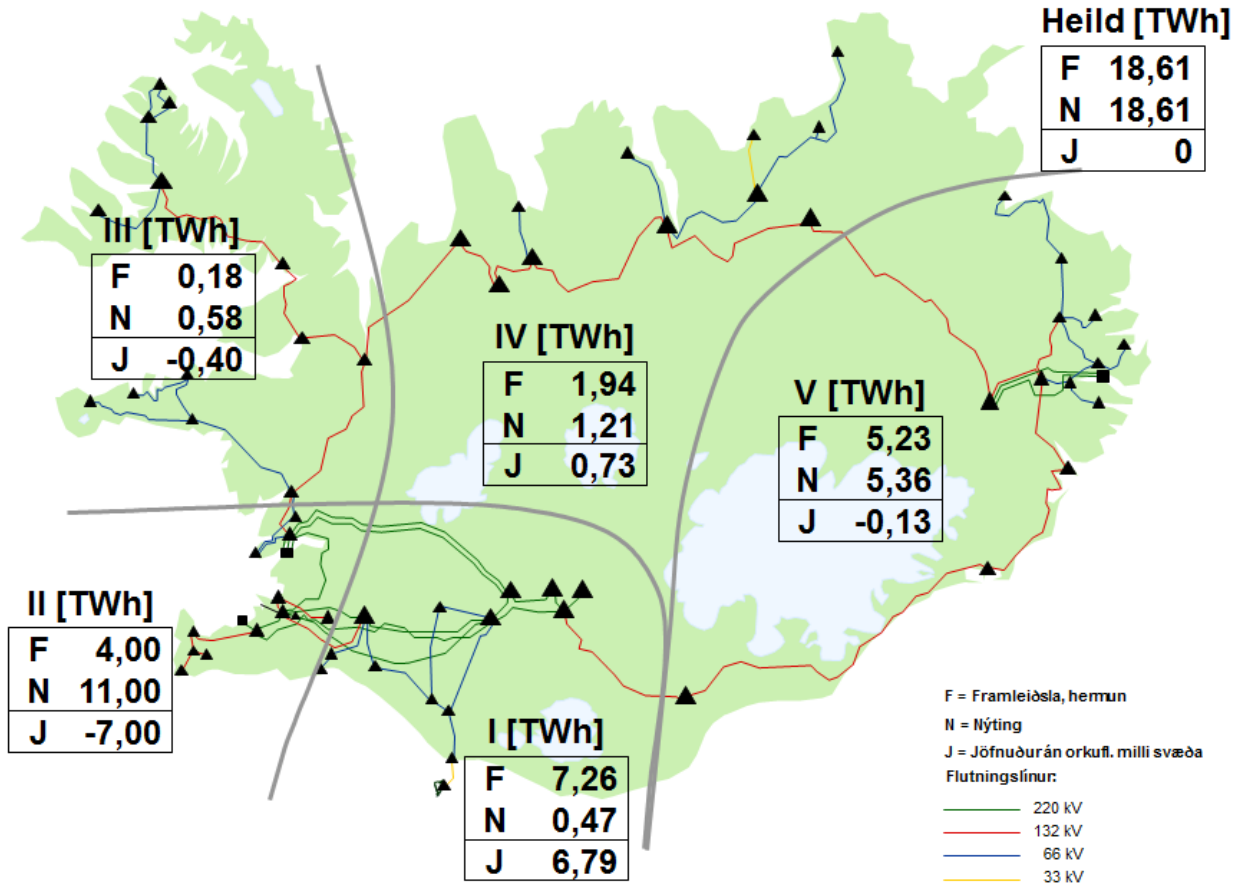 Heild [TWh]
F 18,61
N 18,61
J 0
III [TWh]
F 0,18
N 0,58
J -0,40
IV [TWh]
F 1,94
N 1,21
J 0,73
V [TWh]
F 5,23
N 5,36
J -0,13
II [TWh]
F 4,00
N 11,00
J -7,00
I [TWh]
F 7,26
N 0,47
J 6,79
F = Framleiðsla, hermun
N = Nýting
J = Jöfnuðurán orkufl. milli svæða
Flutningslínur:
220 kV
132 kV
66 kV
33 kV